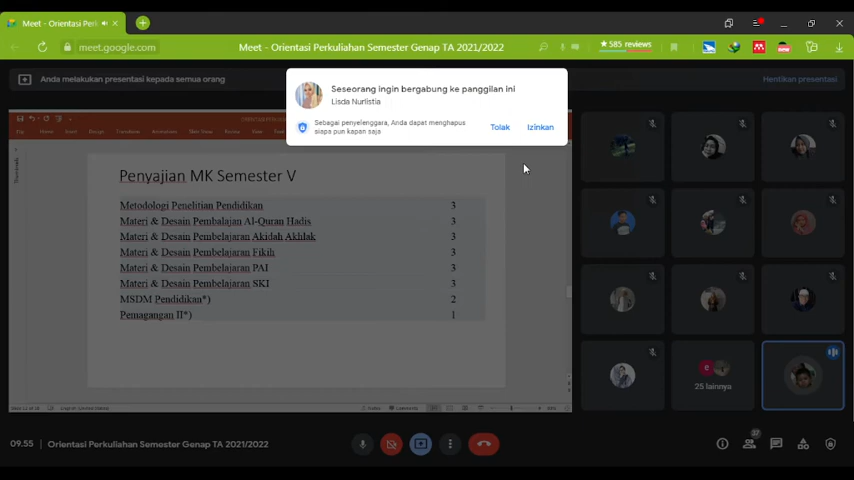 Meet - Orientasi Perl
meet.google.com
Meet - Orientasi Perkuliahan Semester Genap TA 2021/2022
★ 585 reviews
Anda melakukan presentasi kepada semua orang
Hentikan presentasi
Seseorang ingin bergabung ke panggilan ini
Lisda Nurlistia
Sebagai penyelenggara, Anda dapat menghapus
siapa pun kapan saja
Tolak
Izinkan
Penyajian MK Semester V
Metodologi Penelitian Pendidikan 3
Materi & Desain Pembalajan Al-Quran Hadis 3
Materi & Desain Pembelajaran Akidah Akhlak 3
Materi & Desain Pembelajaran Fikih 3
Materi & Desain Pembelajaran PAI 3
Materi & Desain Pembelajaran SKI 3
MSDM Pendidikan*) 2
Pemagangan II*) 1
e
25 lainnya
37
09.55 | Orientasi Perkuliahan Semester Genap TA 2021/2022